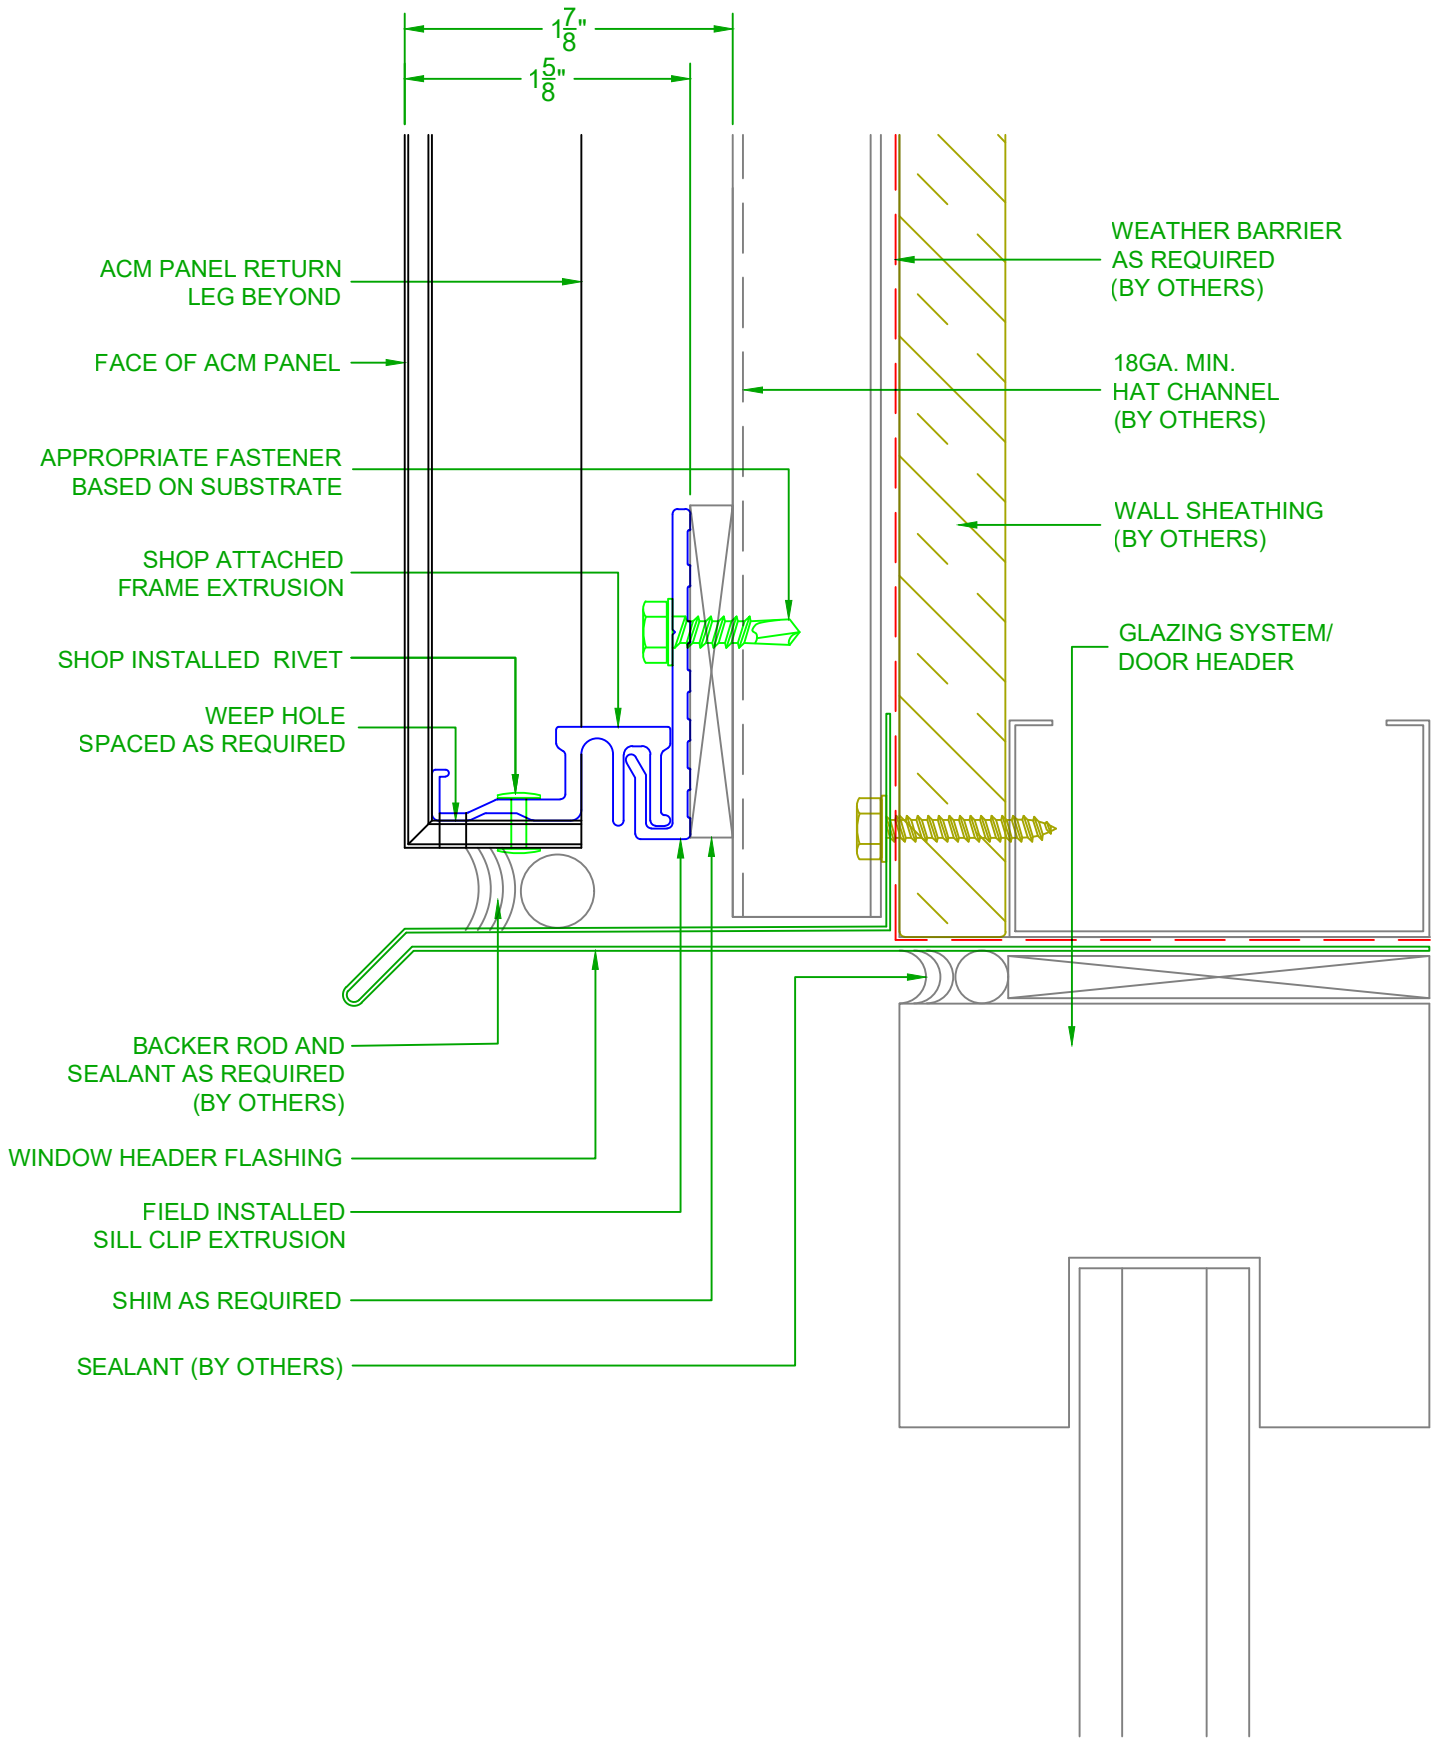 1 7/8"
1 5/8"
ACM PANEL RETURN
LEG BEYOND
FACE OF ACM PANEL
APPROPRIATE FASTENER
BASED ON SUBSTRATE
SHOP ATTACHED
FRAME EXTRUSION
SHOP INSTALLED  RIVET
WEEP HOLE
SPACED AS REQUIRED
BACKER ROD AND
SEALANT AS REQUIRED
(BY OTHERS)
WINDOW HEADER FLASHING
FIELD INSTALLED
SILL CLIP EXTRUSION
SHIM AS REQUIRED
SEALANT (BY OTHERS)
WEATHER BARRIER
AS REQUIRED
(BY OTHERS)
18GA. MIN.
HAT CHANNEL
(BY OTHERS)
WALL SHEATHING
(BY OTHERS)
GLAZING SYSTEM/
DOOR HEADER